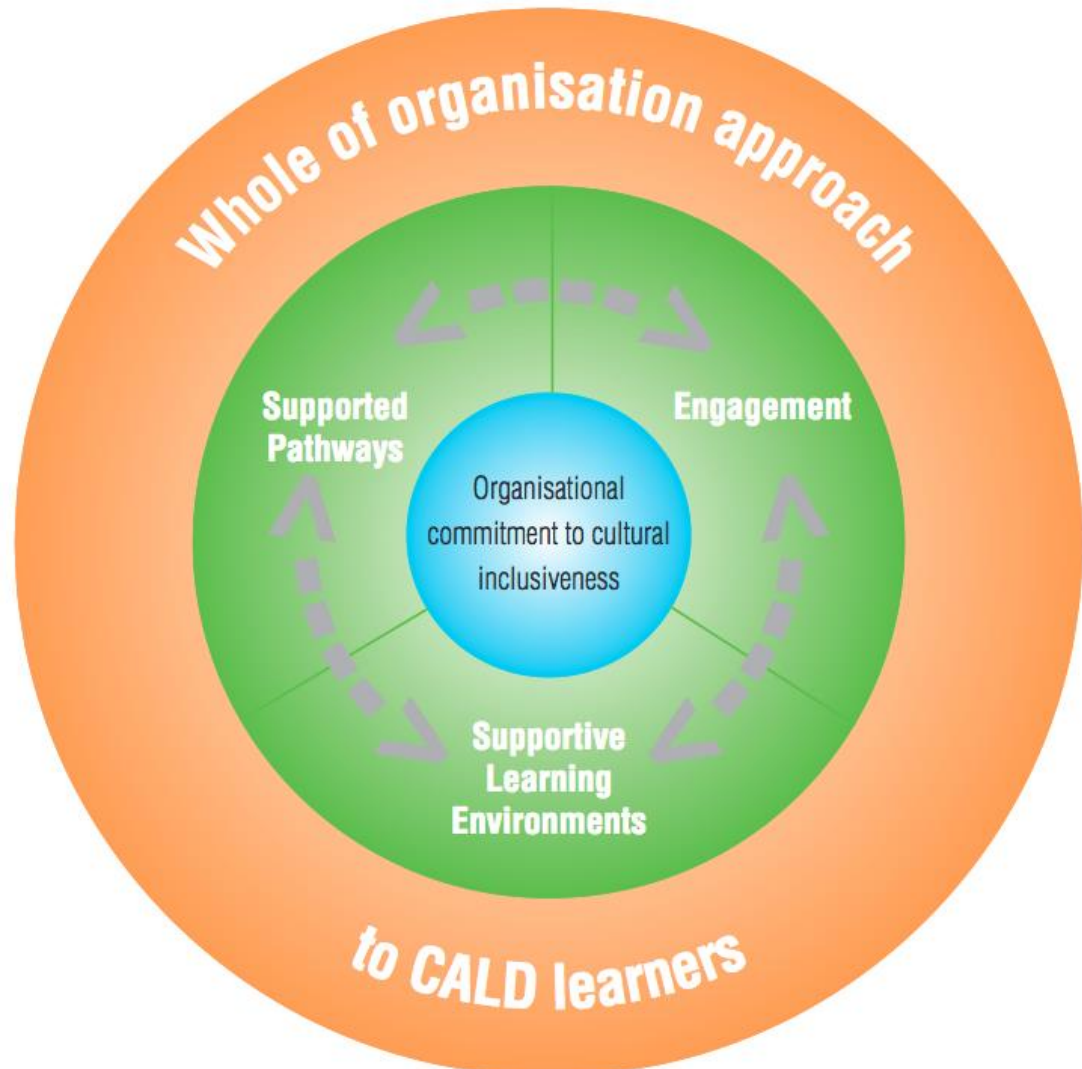 Whole of organisation approach
Supported
Pathways
Engagement
Organisational
commitment to cultural
inclusiveness
Supportive
Learning
Environments
to CALD learners